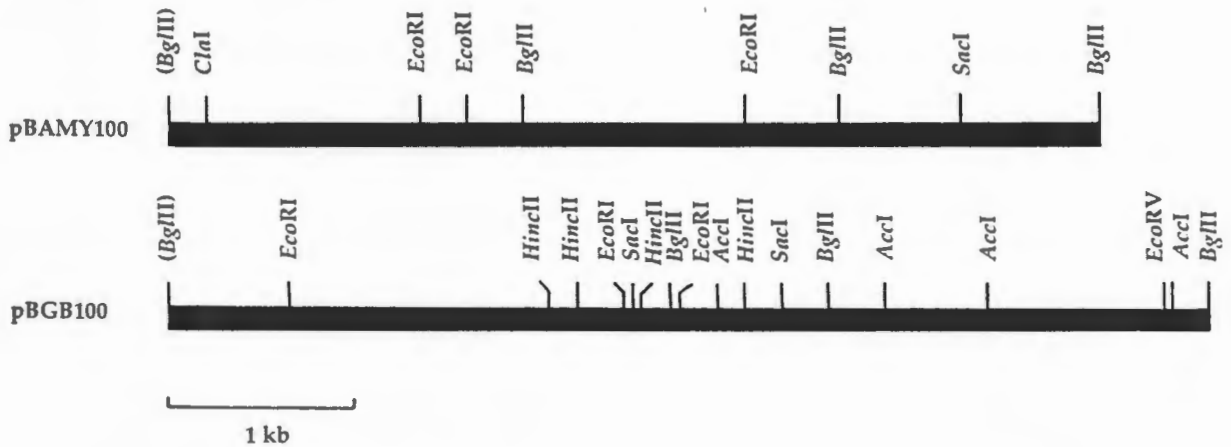 (BglII) ClaI EcoRI EcoRI BglII EcoRI BglII SacI BglII
pBAMY100
(BglII) EcoRI HincII HincII EcoRI SacI HincII BglII EcoRI AccI HincII SacI BglII AccI AccI EcoRV AccI BglII
pBGB100
1 kb